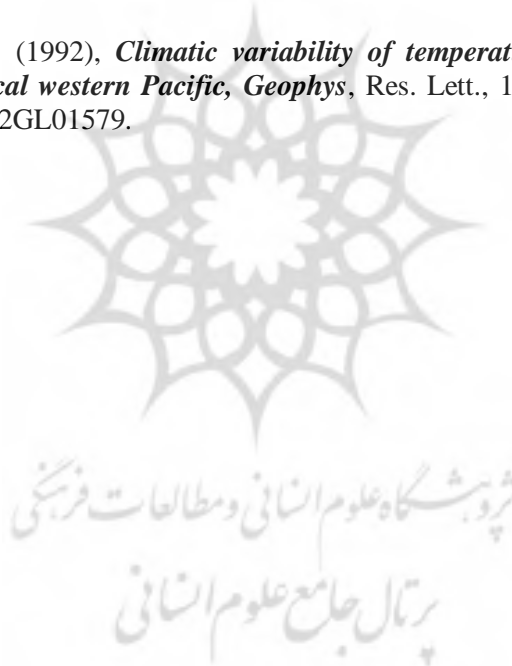 (1992), Climatic variability of temperat
cal western Pacific, Geophys, Res. Lett., 1
2GL01579.
پژوهشگاه علوم انسانی و مطالعات فرهنگی
پرتال جامع علوم انسانی